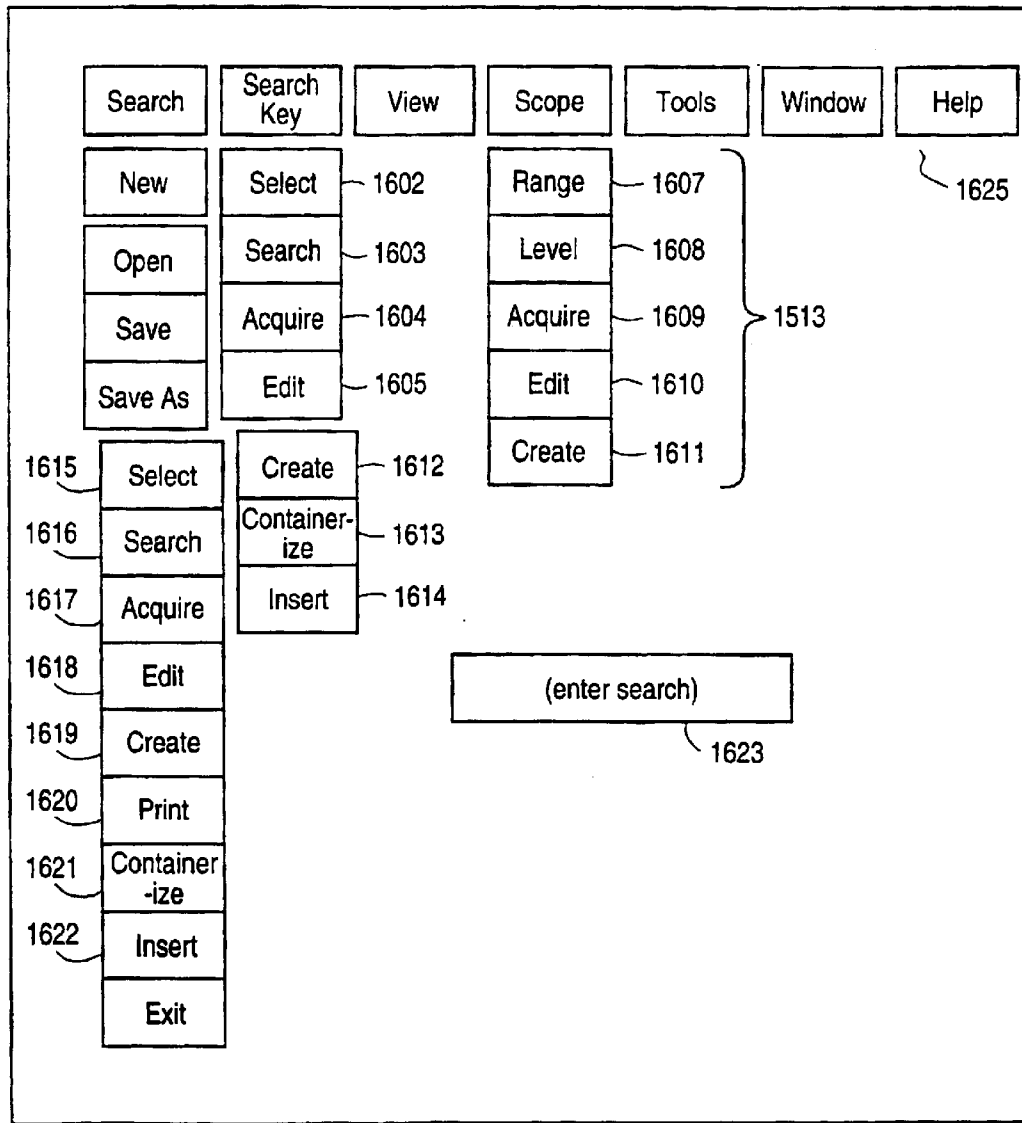 Search
Search
Key
View
Scope
Tools
Window
Help
1625
New
Open
Save
Save As
Select
1602
Search
1603
Acquire
1604
Edit
1605
Range
1607
Level
1608
Acquire
1609
Edit
1610
Create
1611
1513
1615
Select
1616
Search
1617
Acquire
1618
Edit
1619
Create
1620
Print
1621
Container
-ize
1622
Insert
Exit
Create
1612
Container-
ize
1613
Insert
1614
(enter search)
1623